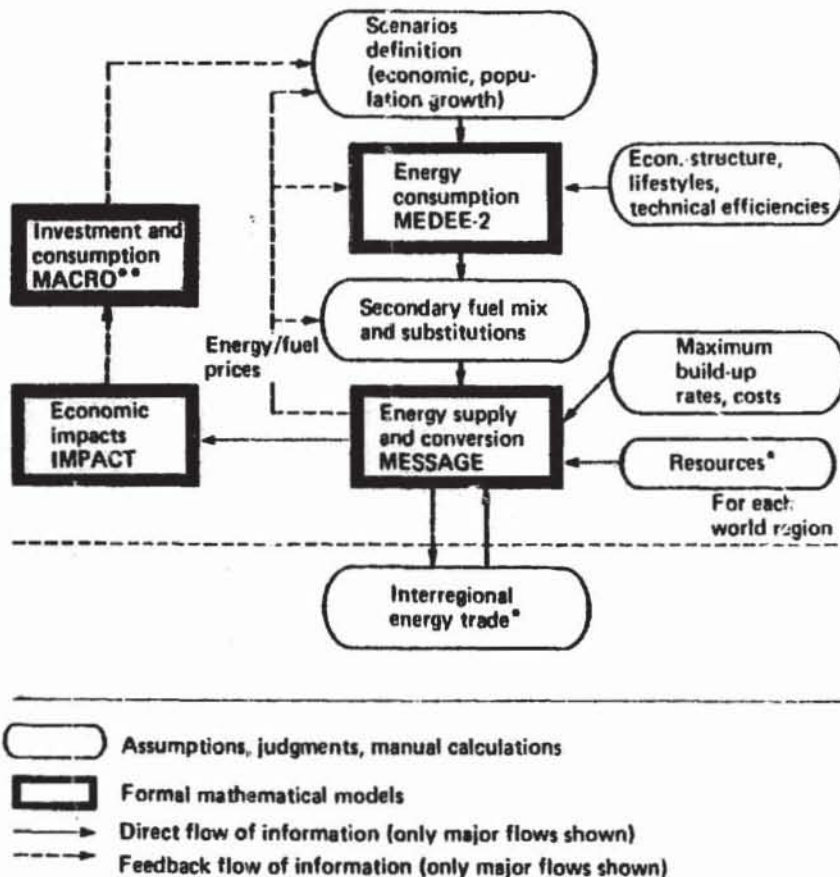 Scenarios
definition
(economic, popu-
lation growth)
Energy
consumption
MEDEE-2
Econ. structure,
lifestyles,
technical efficiencies
Investment and
consumption
MACRO**
Secondary fuel mix
and substitutions
Energy/fuel
prices
Maximum
build-up
rates, costs
Economic
impacts
IMPACT
Energy supply
and conversion
MESSAGE
Resources*
For each
world region
Interregional
energy trade*
Assumptions, judgments, manual calculations
Formal mathematical models
Direct flow of information (only major flows shown)
Feedback flow of information (only major flows shown)